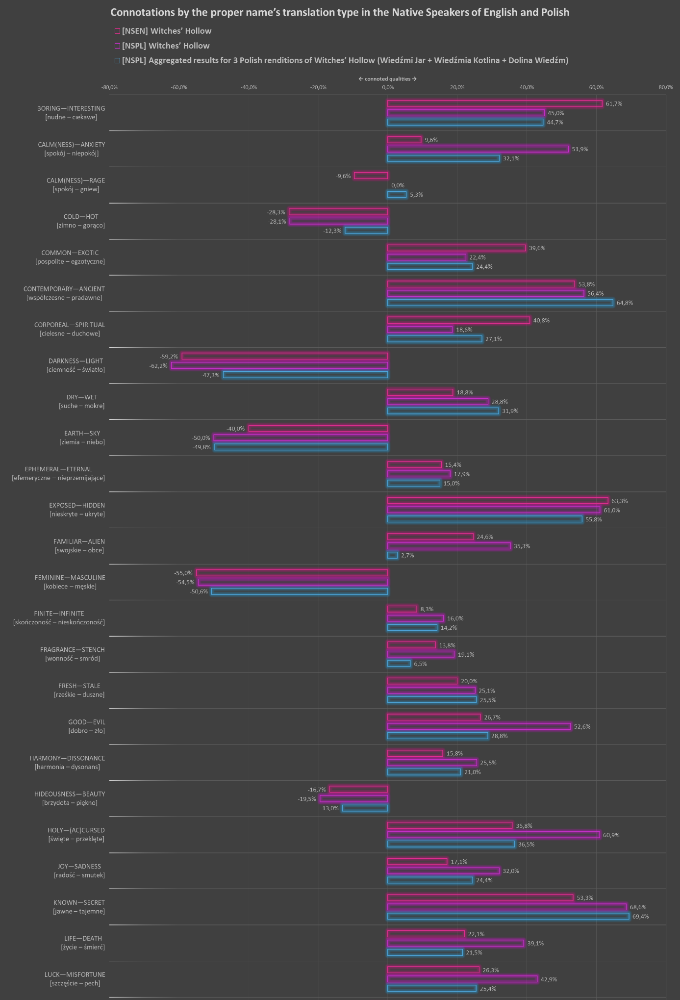 Connotations by the proper name’s translation type in the Native Speakers of English and Polish
[NSEN] Witches’ Hollow
[NSPL] Witches’ Hollow
[NSPL] Aggregated results for 3 Polish renditions of Witches’ Hollow (Wiedźmi Jar + Wiedźmia Kotlina + Dolina Wiedźm)
← connoted qualities →
-80,0% -60,0% -40,0% -20,0% 0,0% 20,0% 40,0% 60,0% 80,0%
BORING—INTERESTING
[nudne – ciekawe]
61,7%
45,0%
44,7%
CALM(NESS)—ANXIETY
[spokój – niepokój]
9,6%
51,9%
32,1%
CALM(NESS)—RAGE
[spokój – gniew]
-9,6%
0,0%
5,3%
COLD—HOT
[zimno – gorąco]
-28,3%
-28,1%
-12,3%
COMMON—EXOTIC
[pospolite – egzotyczne]
39,6%
22,4%
24,4%
CONTEMPORARY—ANCIENT
[współczesne – pradawne]
53,8%
56,4%
64,8%
CORPOREAL—SPIRITUAL
[cielesne – duchowe]
40,8%
18,6%
27,1%
DARKNESS—LIGHT
[ciemność – światło]
-59,2%
-62,2%
-47,3%
DRY—WET
[suche – mokre]
18,8%
28,8%
31,9%
EARTH—SKY
[ziemia – niebo]
-40,0%
-50,0%
-49,8%
EPHEMERAL—ETERNAL
[efemeryczne – nieprzemijające]
15,4%
17,9%
15,0%
EXPOSED—HIDDEN
[nieskryte – ukryte]
63,3%
61,0%
55,8%
FAMILIAR—ALIEN
[swojskie – obce]
24,6%
35,3%
2,7%
FEMININE—MASCULINE
[kobiece – męskie]
-55,0%
-54,5%
-50,6%
FINITE—INFINITE
[skończoność – nieskończoność]
8,3%
16,0%
14,2%
FRAGRANCE—STENCH
[wonność – smród]
13,8%
19,1%
6,5%
FRESH—STALE
[rześkie – duszne]
20,0%
25,1%
25,5%
GOOD—EVIL
[dobro – zło]
26,7%
52,6%
28,8%
HARMONY—DISSONANCE
[harmonia – dysonans]
15,8%
25,5%
21,0%
HIDEOUSNESS—BEAUTY
[brzydota – piękno]
-16,7%
-19,5%
-13,0%
HOLY—(AC)CURSED
[święte – przeklęte]
35,8%
60,9%
36,5%
JOY—SADNESS
[radość – smutek]
17,1%
32,0%
24,4%
KNOWN—SECRET
[jawne – tajemne]
53,3%
68,6%
69,4%
LIFE—DEATH
[życie – śmierć]
22,1%
39,1%
21,5%
LUCK—MISFORTUNE
[szczęście – pech]
26,3%
42,9%
25,4%